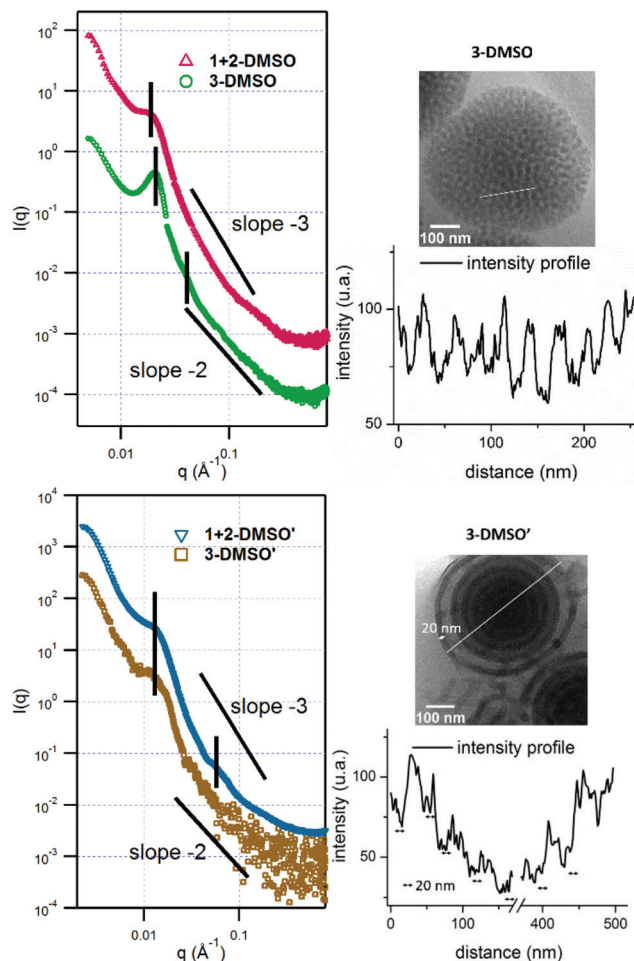 10²
10¹
10⁰
10⁻¹
10⁻²
10⁻³
10⁻⁴
I(q)
1+2-DMSO
3-DMSO
slope -3
slope -2
0.01
0.1
q (Å⁻¹)
3-DMSO
100 nm
intensity profile
intensity (u.a.)
100
50
0
100
200
distance (nm)
10⁴
10³
10²
10¹
10⁰
10⁻¹
10⁻²
10⁻³
10⁻⁴
I(q)
1+2-DMSO'
3-DMSO'
slope -3
slope -2
0.01
0.1
q (Å⁻¹)
3-DMSO'
20 nm
100 nm
intensity profile
intensity (u.a.)
100
75
50
20 nm
0
100
400
500
distance (nm)